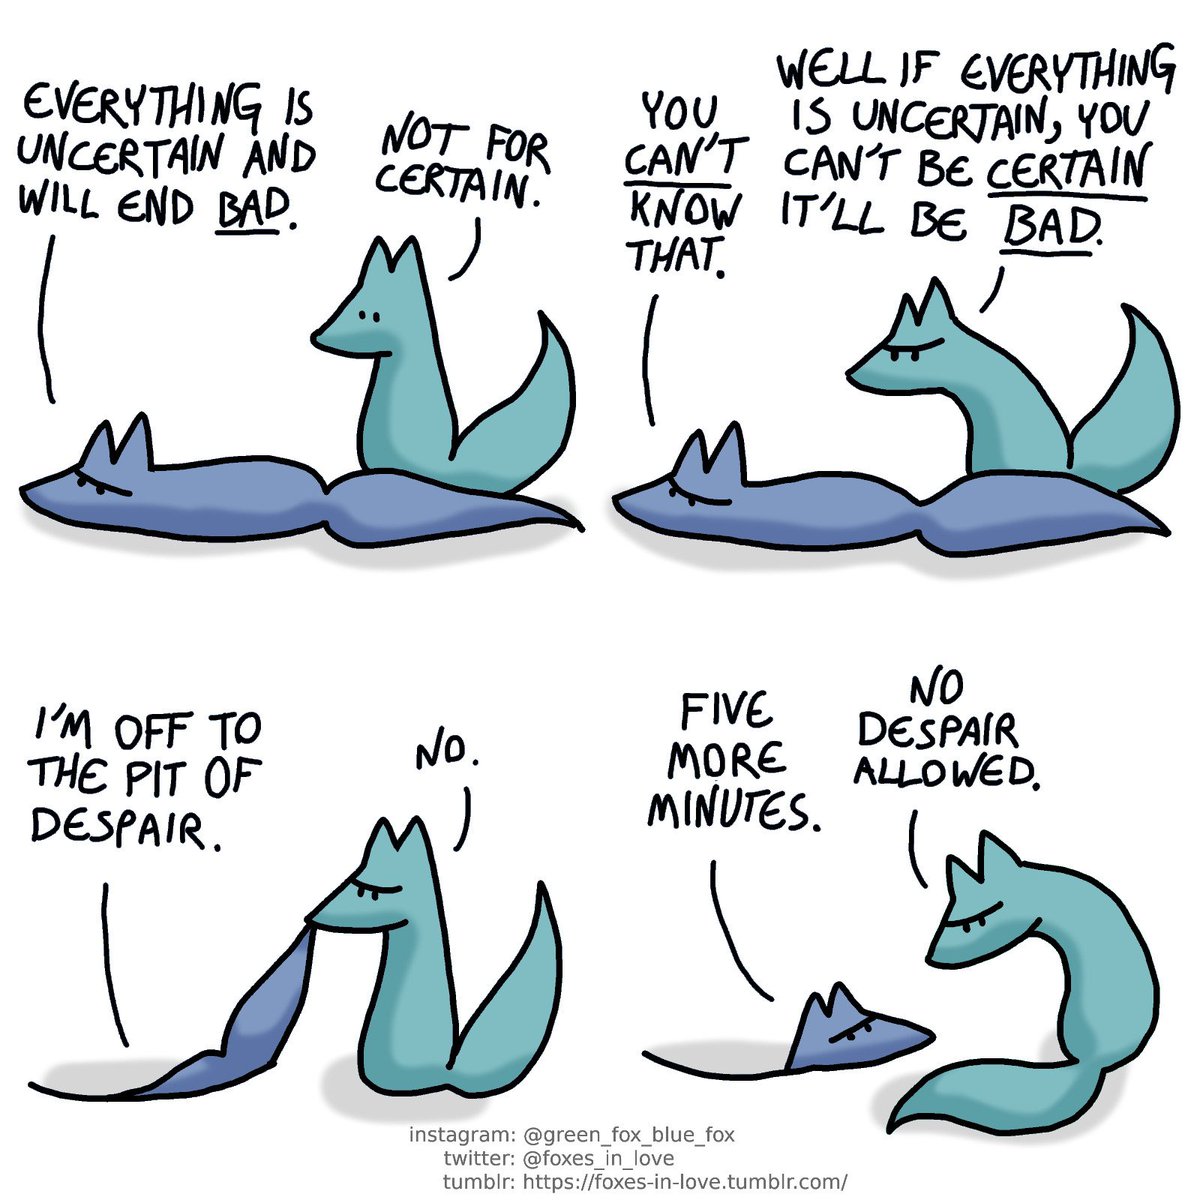 EVERYTHING IS
UNCERTAIN AND
WILL END BAD.
NOT FOR
CERTAIN.
YOU
CAN'T
KNOW
THAT.
WELL IF EVERYTHING
IS UNCERTAIN, YOU
CAN'T BE CERTAIN
IT'LL BE BAD.
I'M OFF TO
THE PIT OF
DESPAIR.
NO.
FIVE
MORE
MINUTES.
NO
DESPAIR
ALLOWED.
instagram: @green_fox_blue_fox
twitter: @foxes_in_love
tumblr: https://foxes-in-love.tumblr.com/